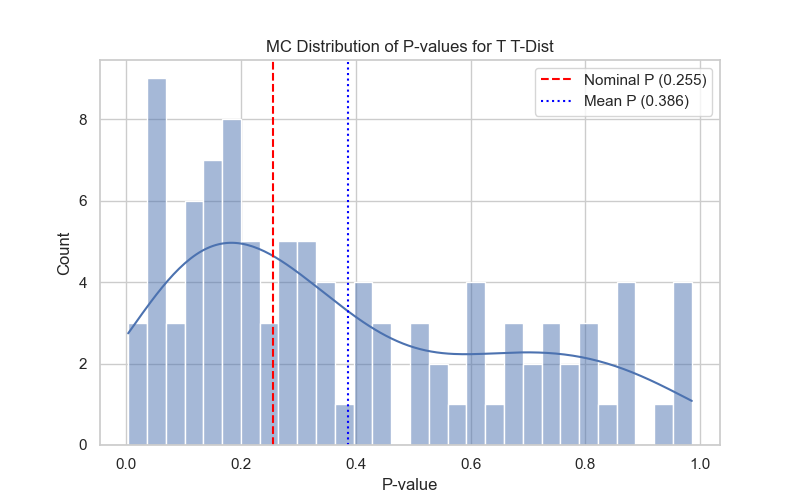 MC Distribution of P-values for T T-Dist
Nominal P (0.255)
Mean P (0.386)
Count
8
6
4
2
0
0.0 0.2 0.4 0.6 0.8 1.0
P-value